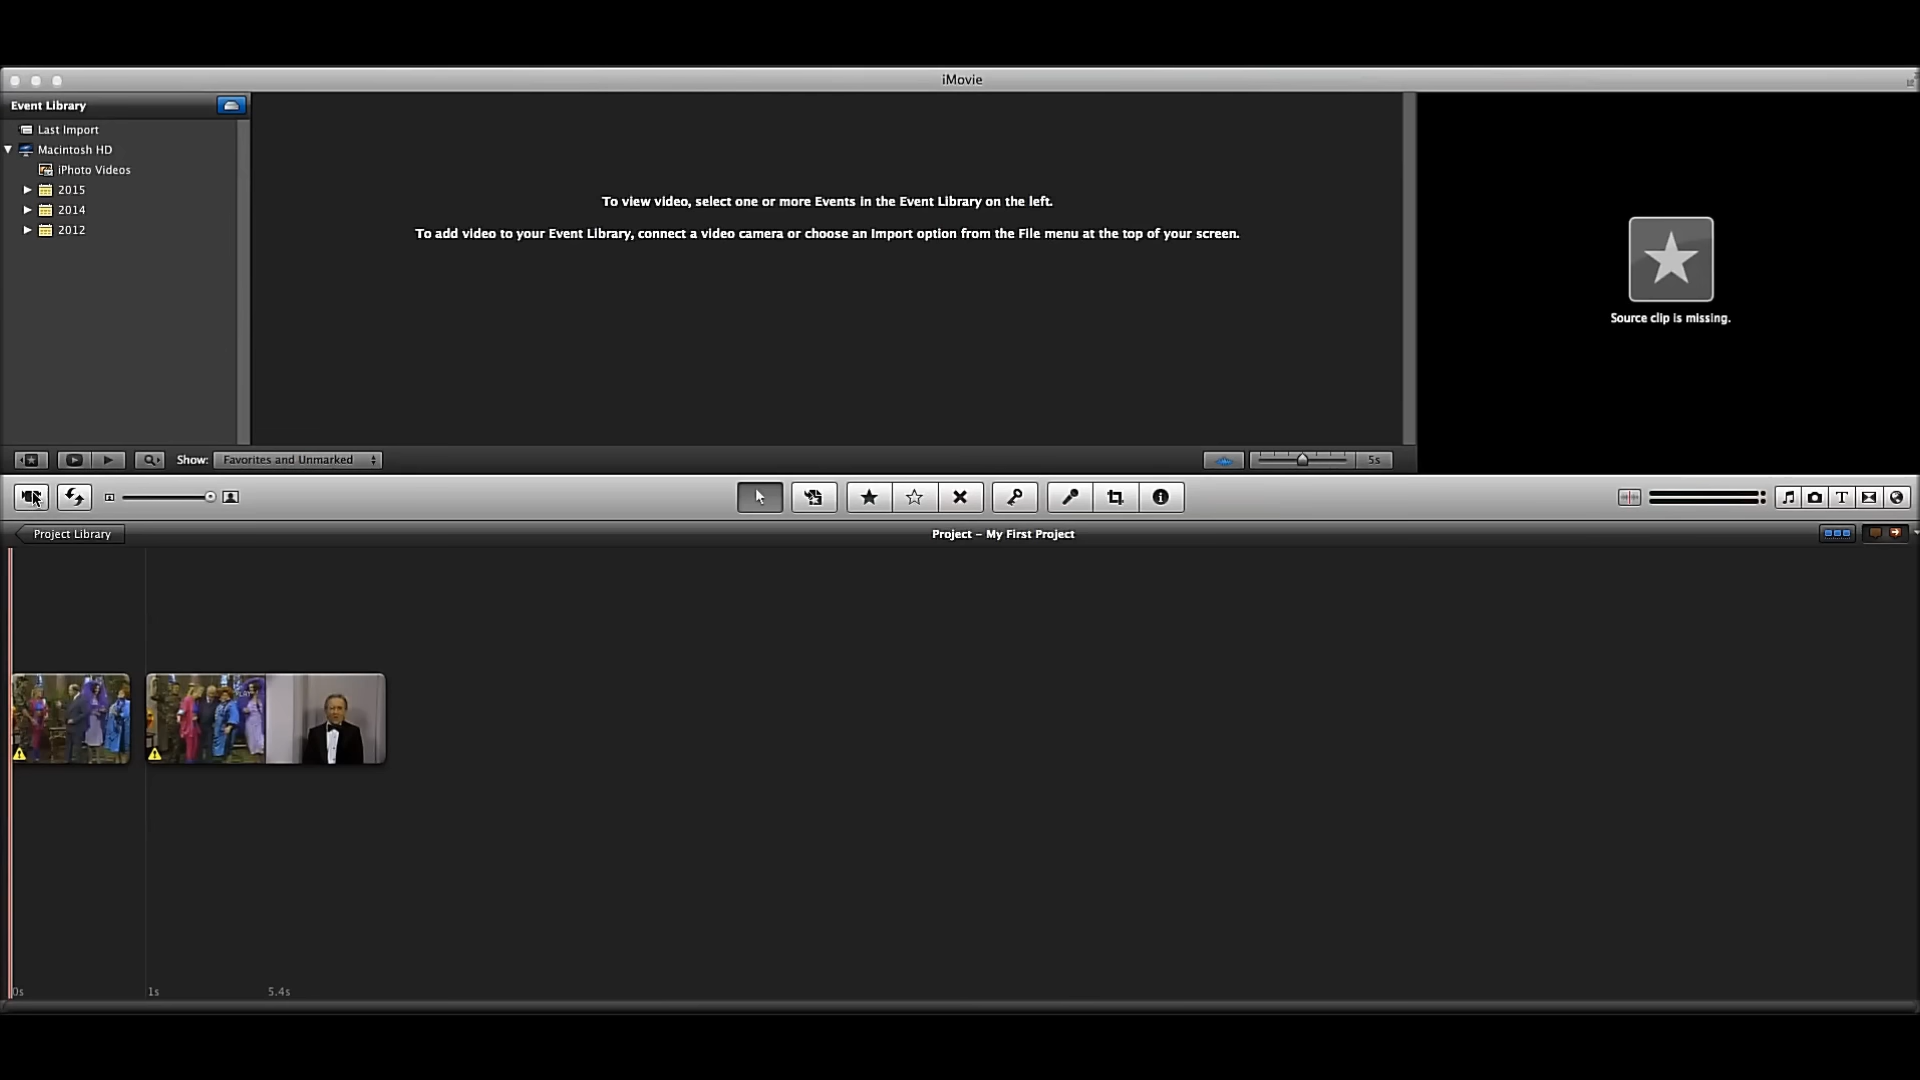 iMovie
Event Library
Last Import
Macintosh HD
iPhoto Videos
2015
2014
2012
To view video, select one or more Events in the Event Library on the left.
To add video to your Event Library, connect a video camera or choose an Import option from the File menu at the top of your screen.
Source clip is missing.
Show: Favorites and Unmarked
5s
T
Project Library
Project – My First Project
0s
1s
5.4s